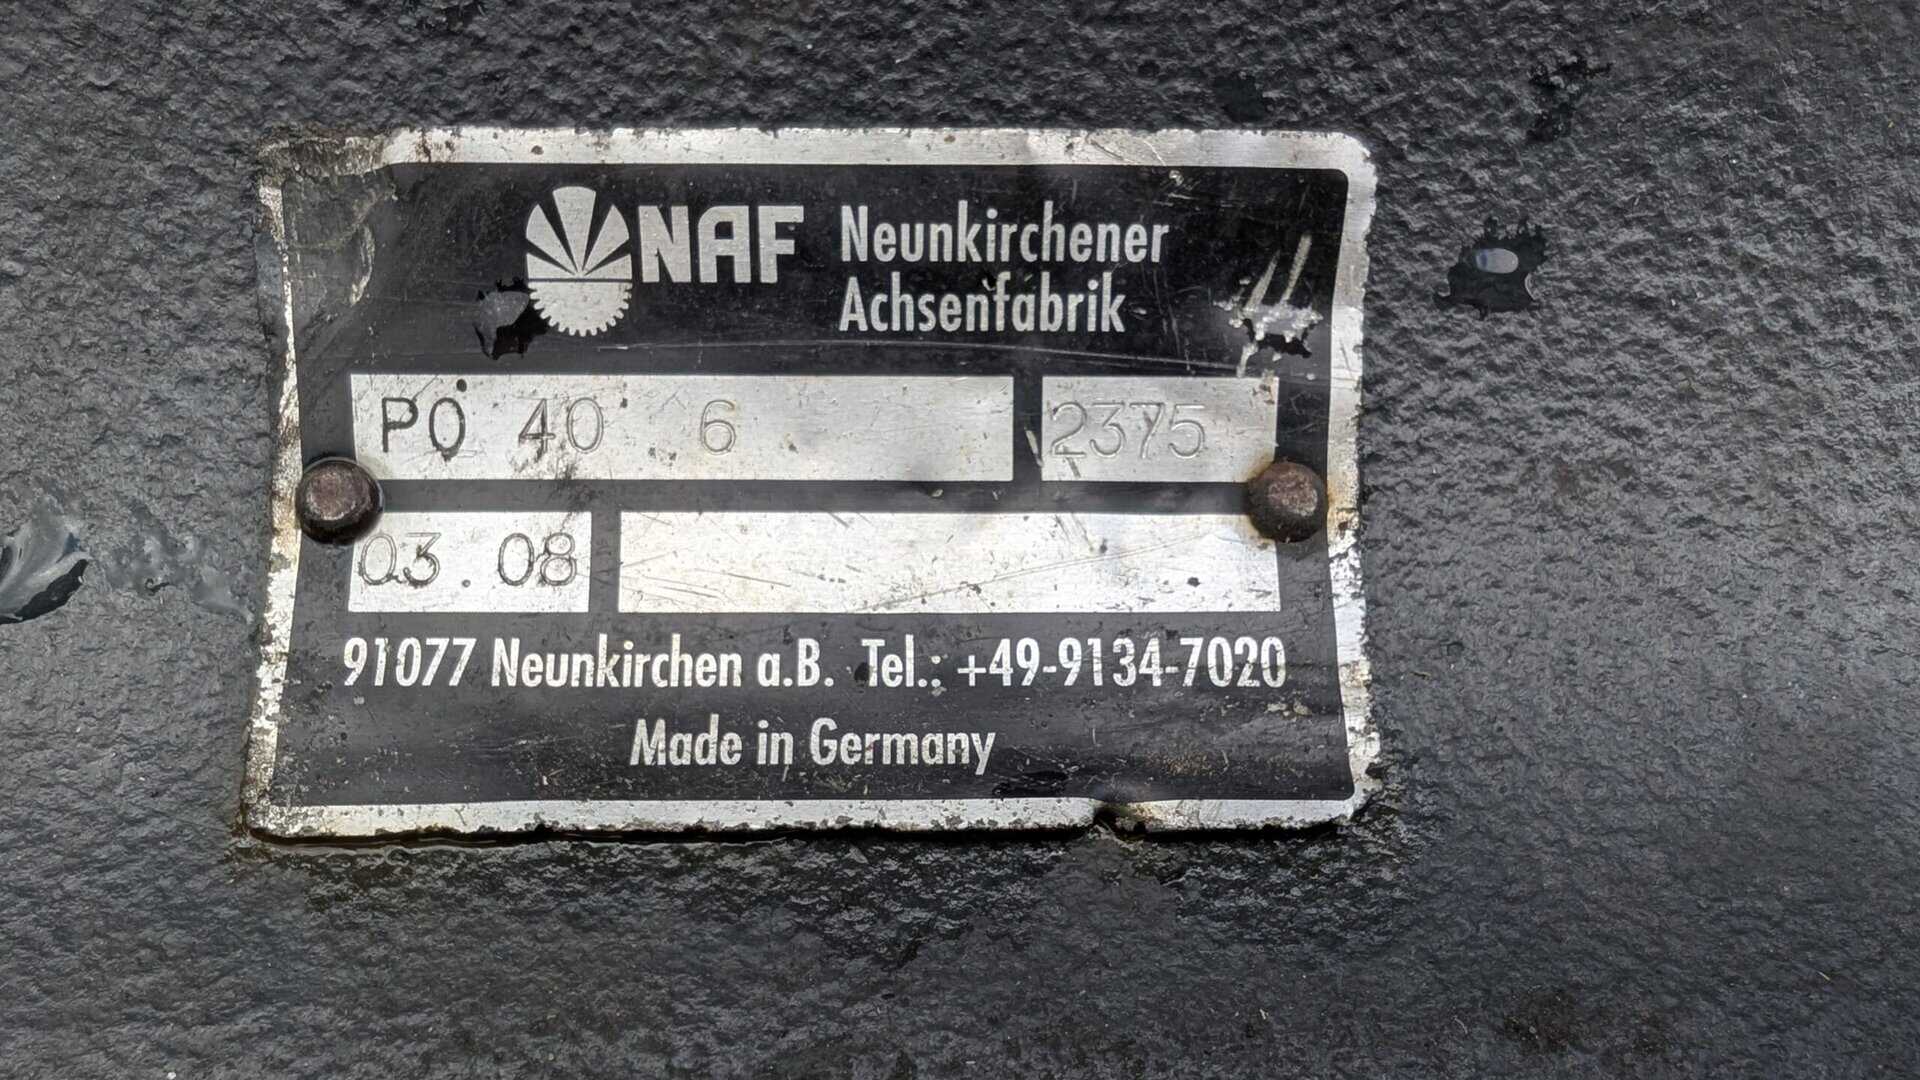 NAF Neunkirchener
Achsenfabrik
PO 40 6 2375
03.08
91077 Neunkirchen a.B. Tel.: +49-9134-7020
Made in Germany